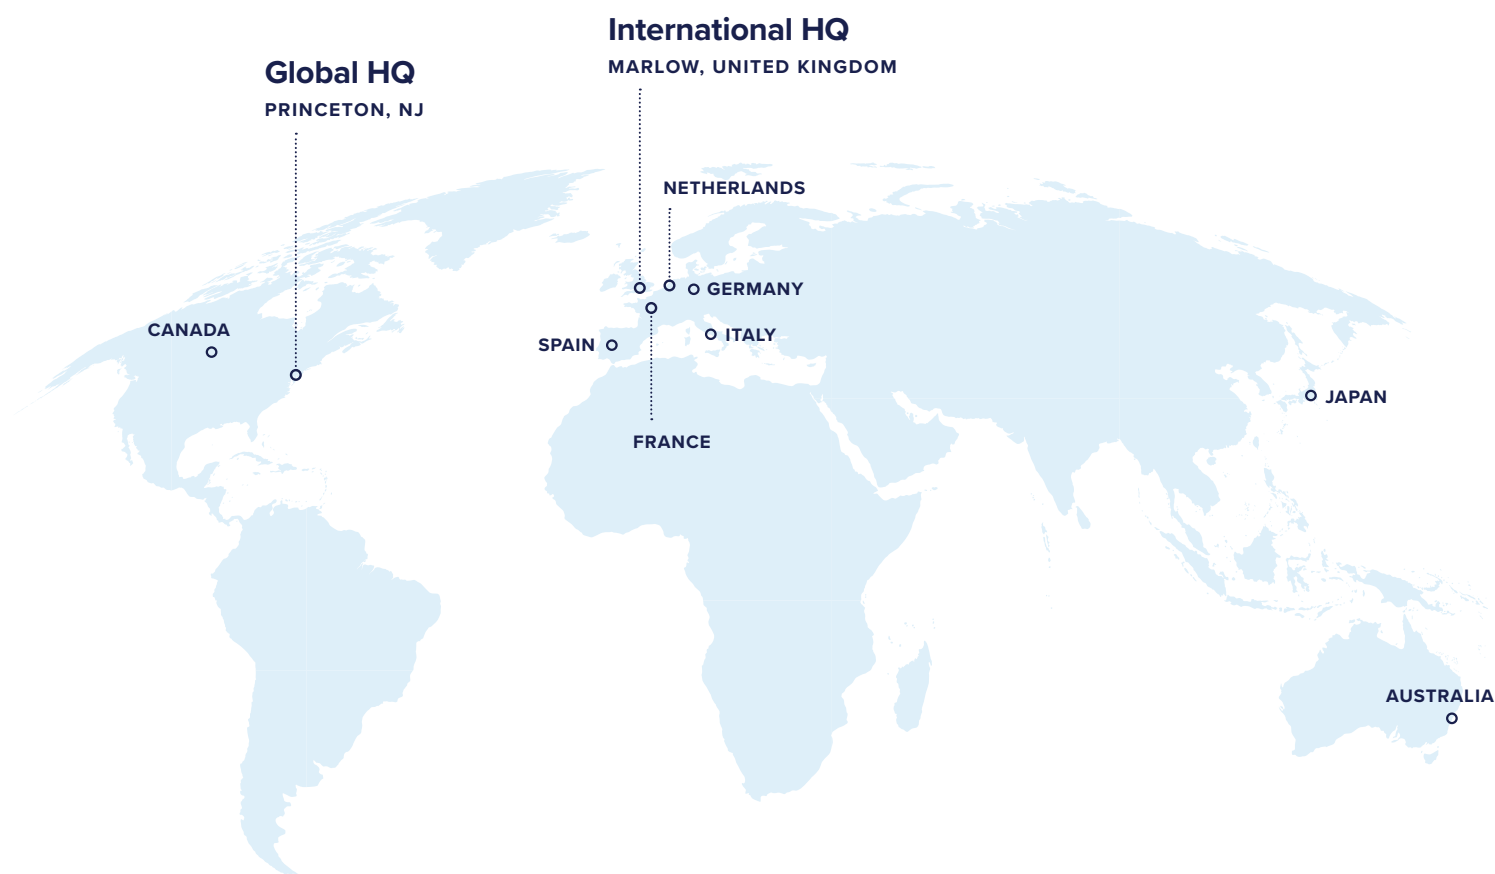 International HQ
MARLOW, UNITED KINGDOM
Global HQ
PRINCETON, NJ
NETHERLANDS
GERMANY
CANADA
SPAIN
ITALY
JAPAN
FRANCE
AUSTRALIA